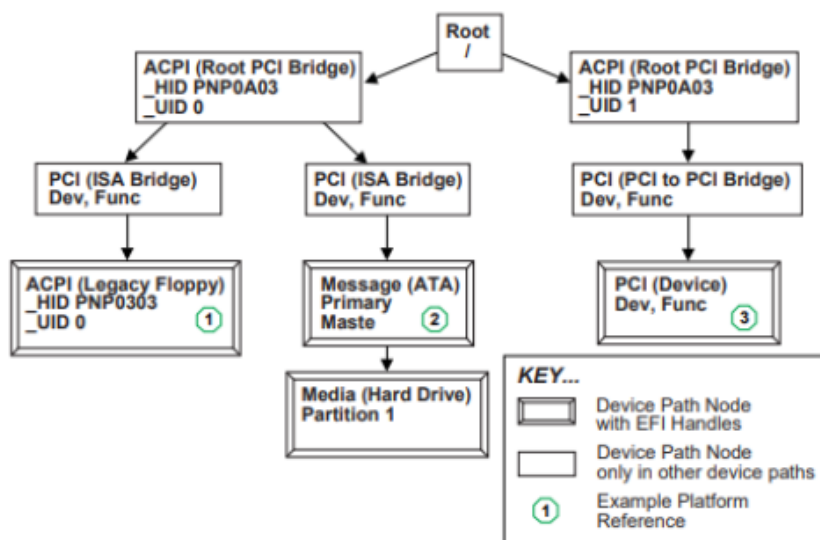 Root
/
ACPI (Root PCI Bridge)
_HID PNP0A03
_UID 0
ACPI (Root PCI Bridge)
_HID PNP0A03
_UID 1
PCI (ISA Bridge)
Dev, Func
PCI (ISA Bridge)
Dev, Func
PCI (PCI to PCI Bridge)
Dev, Func
ACPI (Legacy Floppy)
_HID PNP0303
_UID 0
1
Message (ATA)
Primary
Maste
2
PCI (Device)
Dev, Func
3
Media (Hard Drive)
Partition 1
KEY...
Device Path Node
with EFI Handles
Device Path Node
only in other device paths
1
Example Platform
Reference